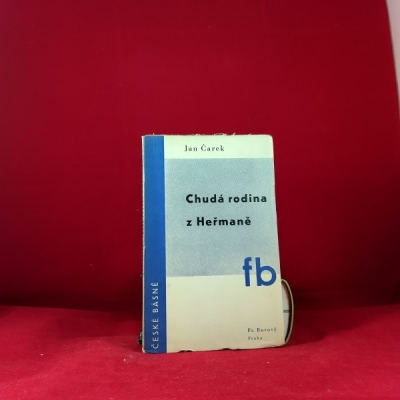 Jan Čarek
Chudá rodina
z Heřmaně
fb
ČESKÉ BÁSNĚ
Fr. Borový
Praha